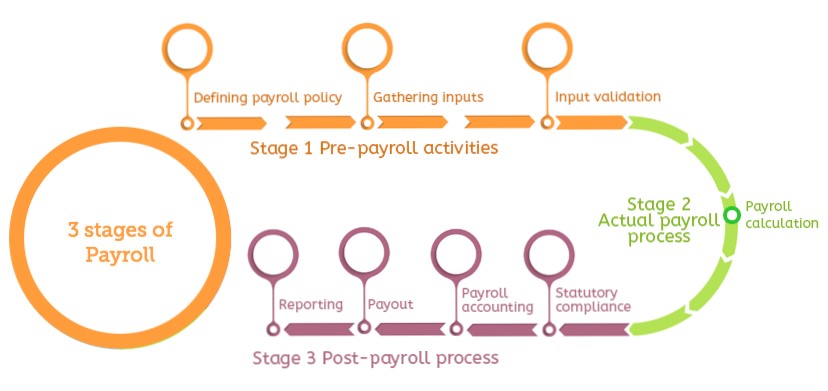 Defining payroll policy
Gathering inputs
Input validation
Stage 1 Pre-payroll activities
3 stages of
Payroll
Stage 2
Actual payroll
process
Payroll
calculation
Reporting
Payout
Payroll
accounting
Statutory
compliance
Stage 3 Post-payroll process